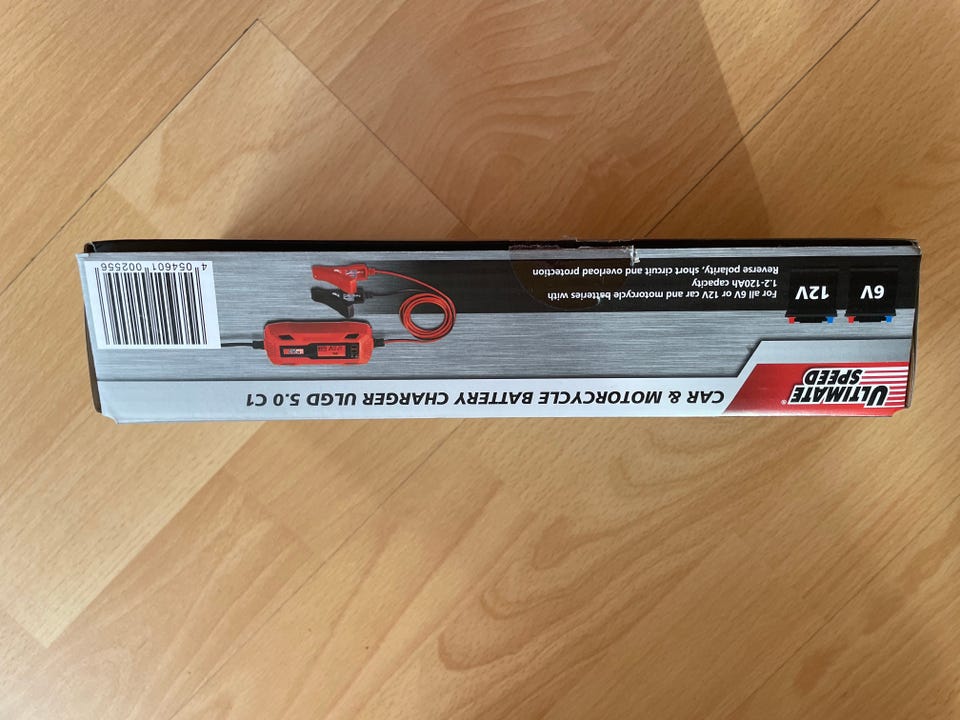 ULTIMATE
SPEED®
CAR & MOTORCYCLE BATTERY CHARGER ULGD 5.0 C1
6V
12V
For all 6V or 12V car and motorcycle batteries with
1.2-120Ah capacity
Reverse polarity, short circuit and overload protection
4 054601 002556